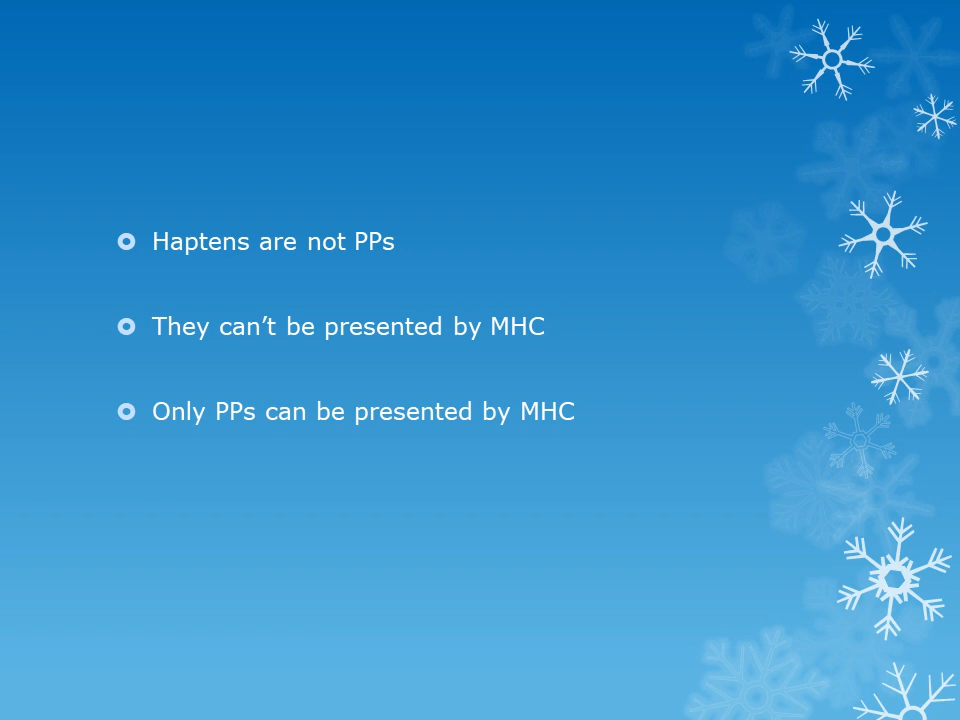 Haptens are not PPs
They can’t be presented by MHC
Only PPs can be presented by MHC